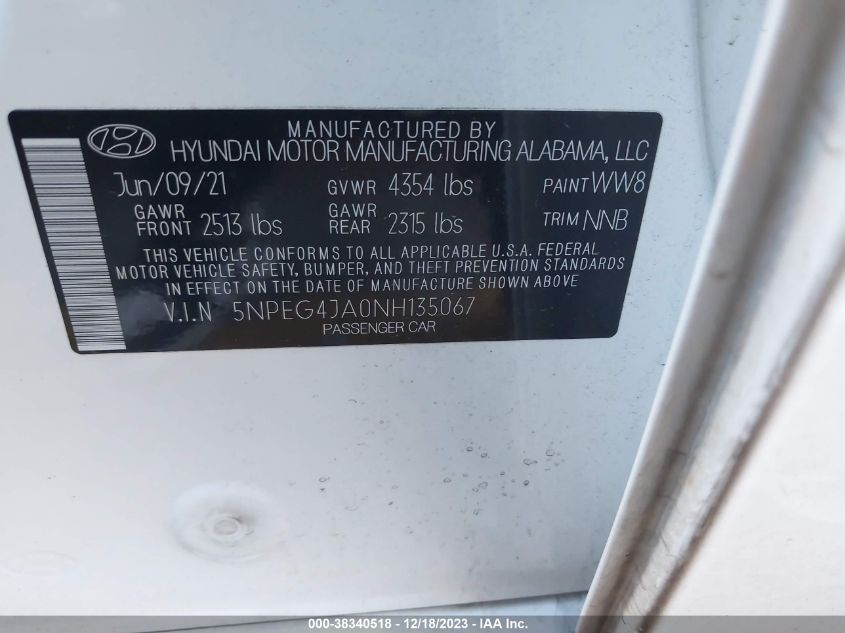 MANUFACTURED BY
HYUNDAI MOTOR MANUFACTURING ALABAMA, LLC
Jun/09/21 GVWR 4354 lbs PAINT WW8
GAWR FRONT 2513 lbs GAWR REAR 2315 lbs TRIM NNB
THIS VEHICLE CONFORMS TO ALL APPLICABLE U.S.A. FEDERAL
MOTOR VEHICLE SAFETY, BUMPER, AND THEFT PREVENTION STANDARDS
IN EFFECT ON THE DATE OF MANUFACTURE SHOWN ABOVE
V.I.N 5NPEG4JA0NH135067
PASSENGER CAR
000-38340518 - 12/18/2023 - IAA Inc.